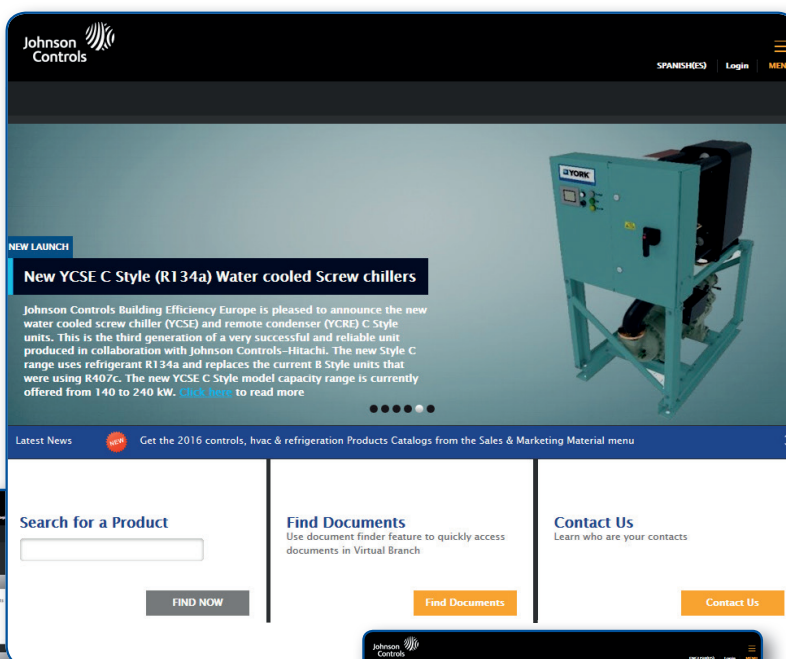 Johnson
Controls
SPANISH(ES)
Login
MEN
YORK
NEW LAUNCH
New YCSE C Style (R134a) Water cooled Screw chillers
Johnson Controls Building Efficiency Europe is pleased to announce the new
water cooled screw chiller (YCSE) and remote condenser (YCRE) C Style
units. This is the third generation of a very successful and reliable unit
produced in collaboration with Johnson Controls-Hitachi. The new Style C
range uses refrigerant R134a and replaces the current B Style units that
were using R407c. The new YCSE C Style model capacity range is currently
offered from 140 to 240 kW. Click here to read more
Latest News
NEW
Get the 2016 controls, hvac & refrigeration Products Catalogs from the Sales & Marketing Material menu
Search for a Product
FIND NOW
Find Documents
Use document finder feature to quickly access
documents in Virtual Branch
Find Documents
Contact Us
Learn who are your contacts
Contact Us
Johnson
Controls
Login